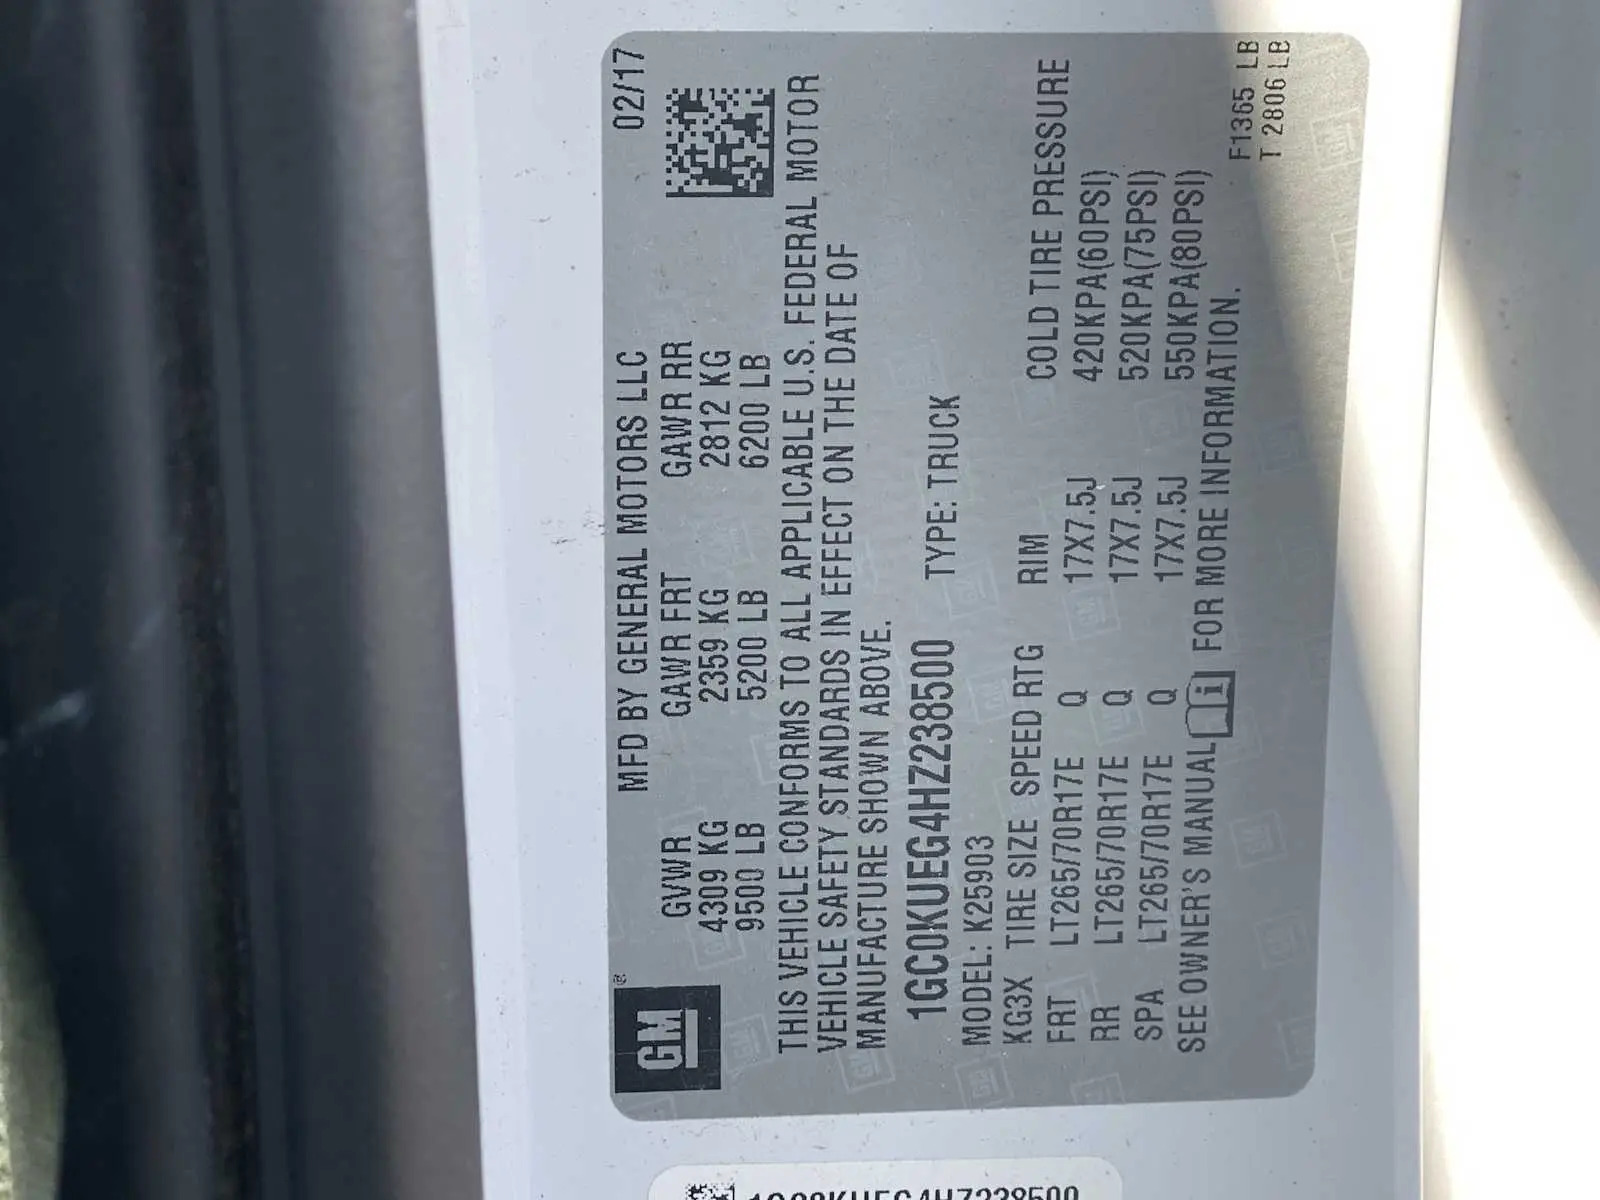 GM®
MFD BY GENERAL MOTORS LLC 02/17
GVWR GAWR FRT GAWR RR
4309 KG 2359 KG 2812 KG
9500 LB 5200 LB 6200 LB
THIS VEHICLE CONFORMS TO ALL APPLICABLE U.S. FEDERAL MOTOR
VEHICLE SAFETY STANDARDS IN EFFECT ON THE DATE OF
MANUFACTURE SHOWN ABOVE.
1GC0KUEG4HZ238500 TYPE: TRUCK
MODEL: K25903
KG3X TIRE SIZE SPEED RTG RIM COLD TIRE PRESSURE
FRT LT265/70R17E Q 17X7.5J 420KPA(60PSI)
RR LT265/70R17E Q 17X7.5J 520KPA(75PSI)
SPA LT265/70R17E Q 17X7.5J 550KPA(80PSI)
SEE OWNER'S MANUAL i FOR MORE INFORMATION.
F1365 LB
T 2806 LB
1GC0KUEG4HZ238500